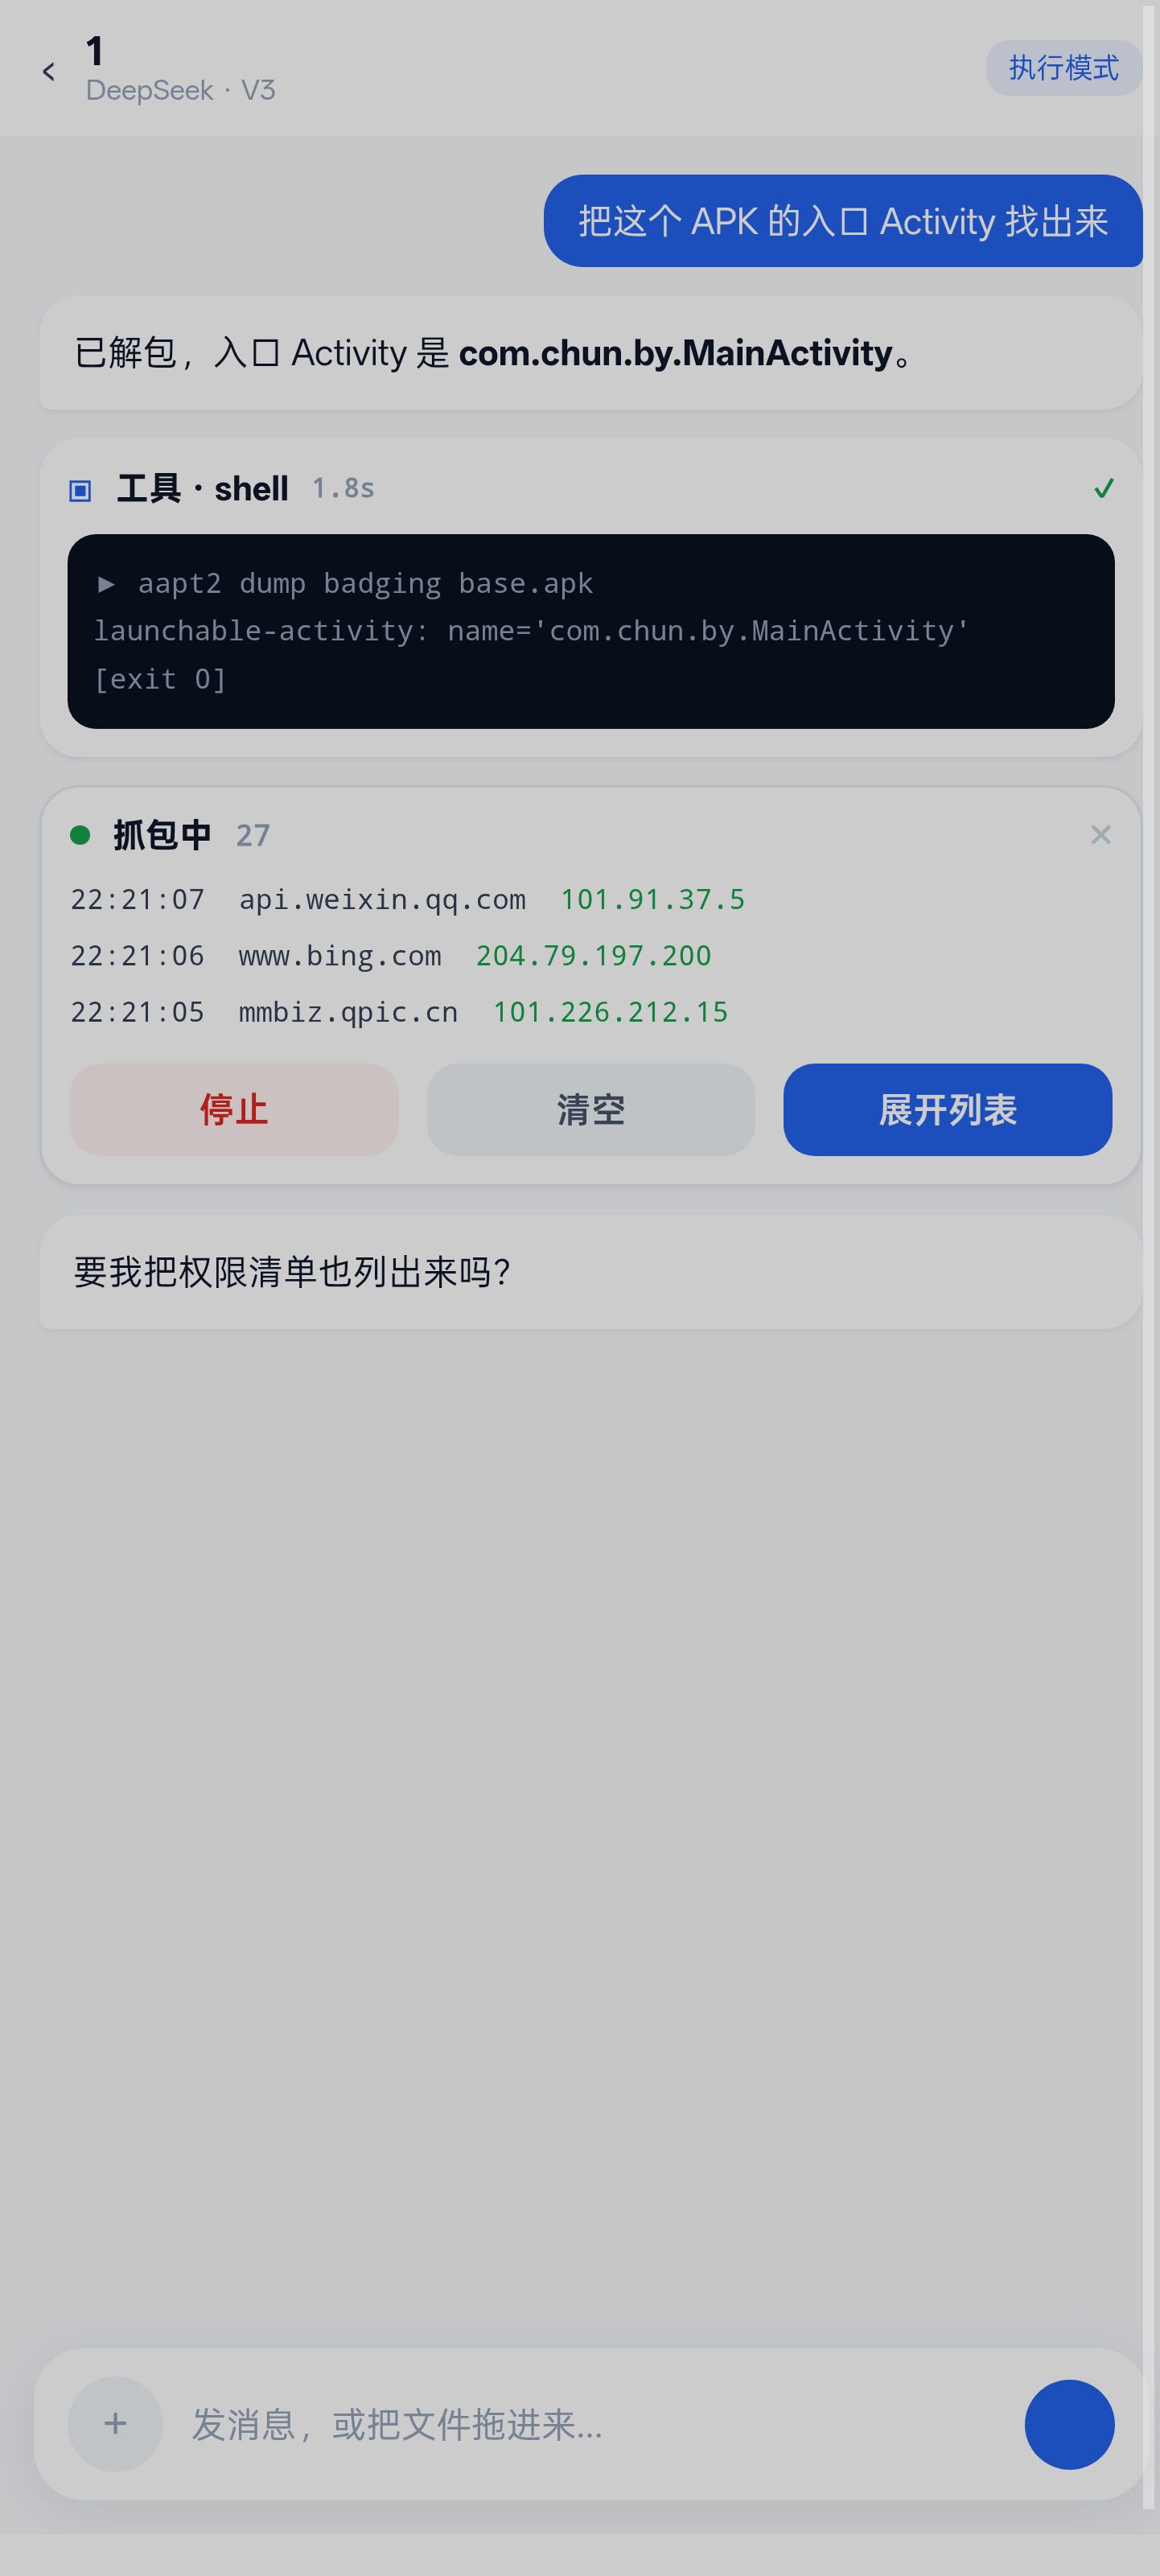 1
DeepSeek · V3
执行模式
把这个 APK 的入口 Activity 找出来
已解包，入口 Activity 是 com.chun.by.MainActivity。
工具 · shell 1.8s ✓
▶ aapt2 dump badging base.apk
launchable-activity: name='com.chun.by.MainActivity'
[exit 0]
抓包中 27 ×
22:21:07 api.weixin.qq.com 101.91.37.5
22:21:06 www.bing.com 204.79.197.200
22:21:05 mmbiz.qpic.cn 101.226.212.15
停止 清空 展开列表
要我把权限清单也列出来吗？
+ 发消息，或把文件拖进来...